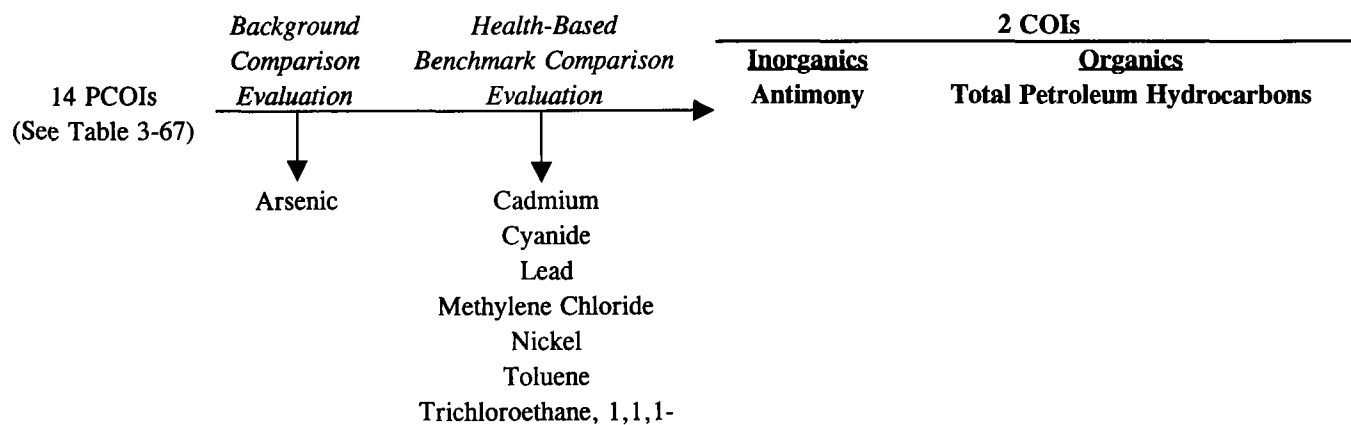 Background
Comparison
Evaluation
Health-Based
Benchmark Comparison
Evaluation
2 COIs
Inorganics
Organics
14 PCOIs
(See Table 3-67)
Antimony
Total Petroleum Hydrocarbons
Arsenic
Cadmium
Cyanide
Lead
Methylene Chloride
Nickel
Toluene
Trichloroethane, 1,1,1-